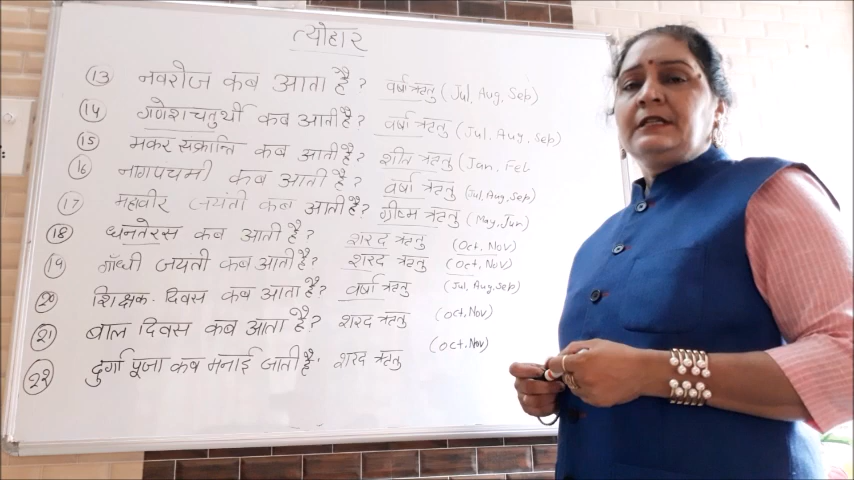 त्योहार
13 नवरोज कब आता है? वर्षा ऋतु (Jul, Aug, Sep)
14 गणेश चतुर्थी कब आती है? वर्षा ऋतु (Jul, Aug, Sep)
15 मकर सक्रान्ति कब आती है? शीत ऋतु (Jan, Feb
16 नागपचमी कब आती है? वर्षा ऋतु (Jul, Aug, Sep)
17 महावीर जयंती कब आती है? ग्रीष्म ऋतु (May, Jun)
18 धनतेरस कब आती है? शरद ऋतु (Oct, Nov)
19 गाँधी जयंती कब आती है? शरद ऋतु (Oct, Nov)
20 शिक्षक दिवस कब आता है? वर्षा ऋतु (Jul, Aug, Sep)
21 बाल दिवस कब आता है? शरद ऋतु (Oct, Nov)
22 दुर्गा पूजा कब मनाई जाती है? शरद ऋतु (Oct, Nov)